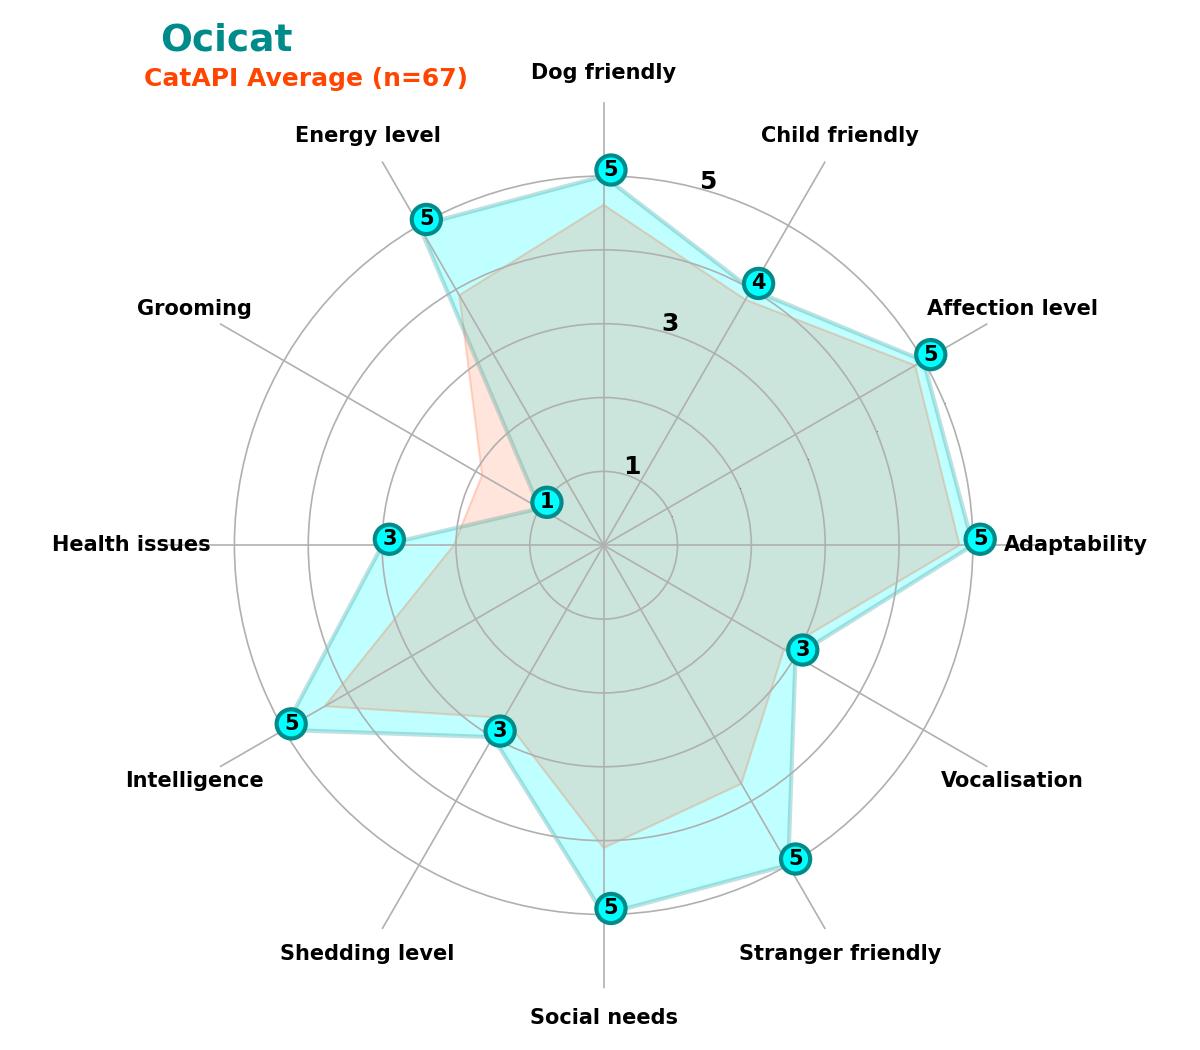 Ocicat
CatAPI Average (n=67)
Dog friendly
Energy level
Child friendly
5
5
5
4
Grooming
Affection level
3
5
1
1
Health issues
3
5
Adaptability
3
5
3
Intelligence
Vocalisation
5
5
Shedding level
Stranger friendly
Social needs